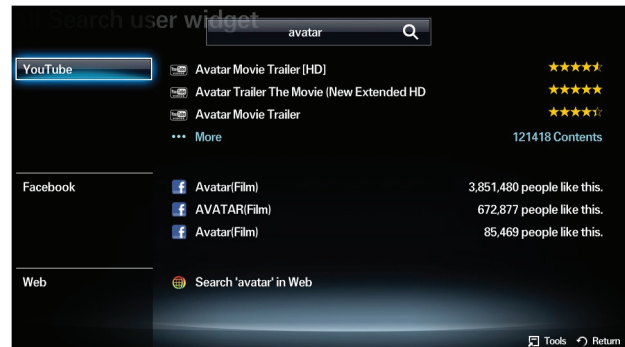 Search user widget
avatar
YouTube
Avatar Movie Trailer [HD]
Avatar Trailer The Movie (New Extended HD
Avatar Movie Trailer
••• More 121418 Contents
Facebook
Avatar(Film) 3,851,480 people like this.
AVATAR(Film) 672,877 people like this.
Avatar(Film) 85,469 people like this.
Web
Search 'avatar' in Web
Tools Return